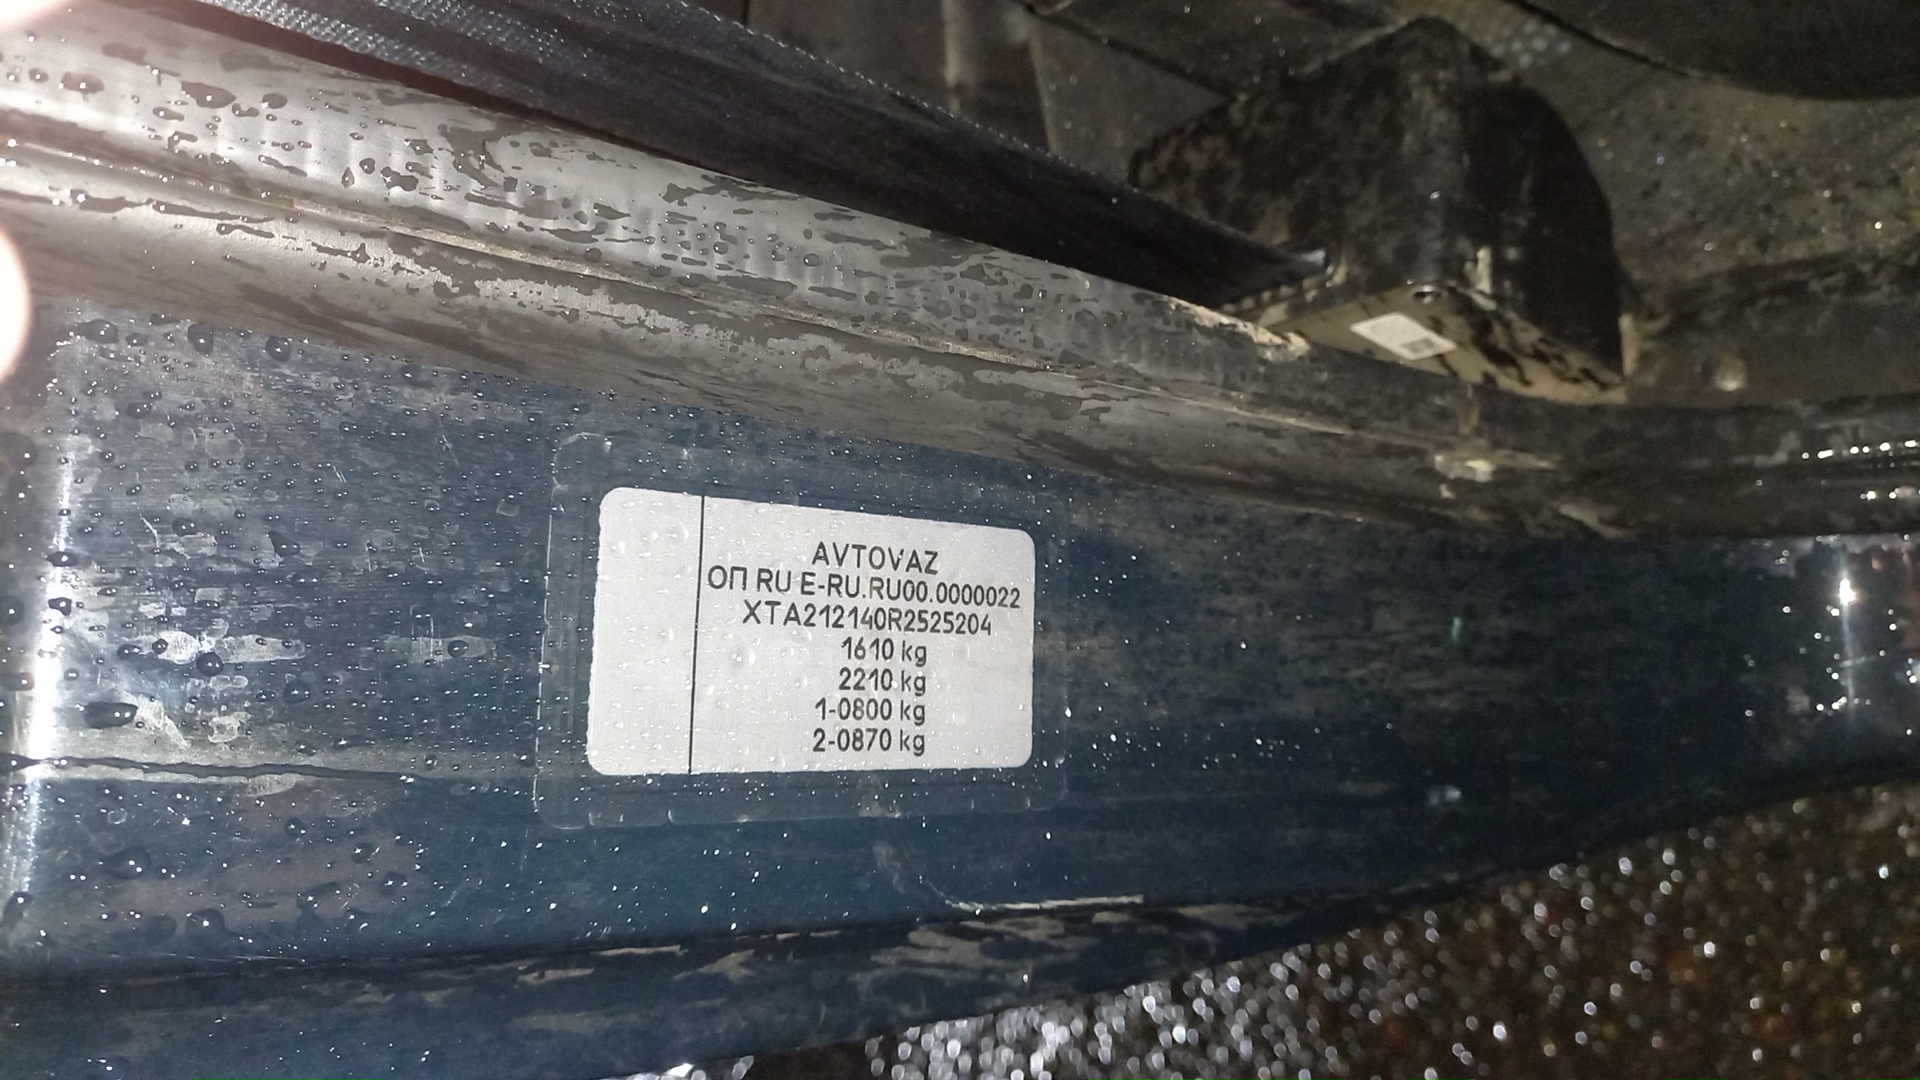 AVTOVAZ
ОП RU E-RU.RU00.0000022
XTA212140R2525204
1610 kg
2210 kg
1-0800 kg
2-0870 kg